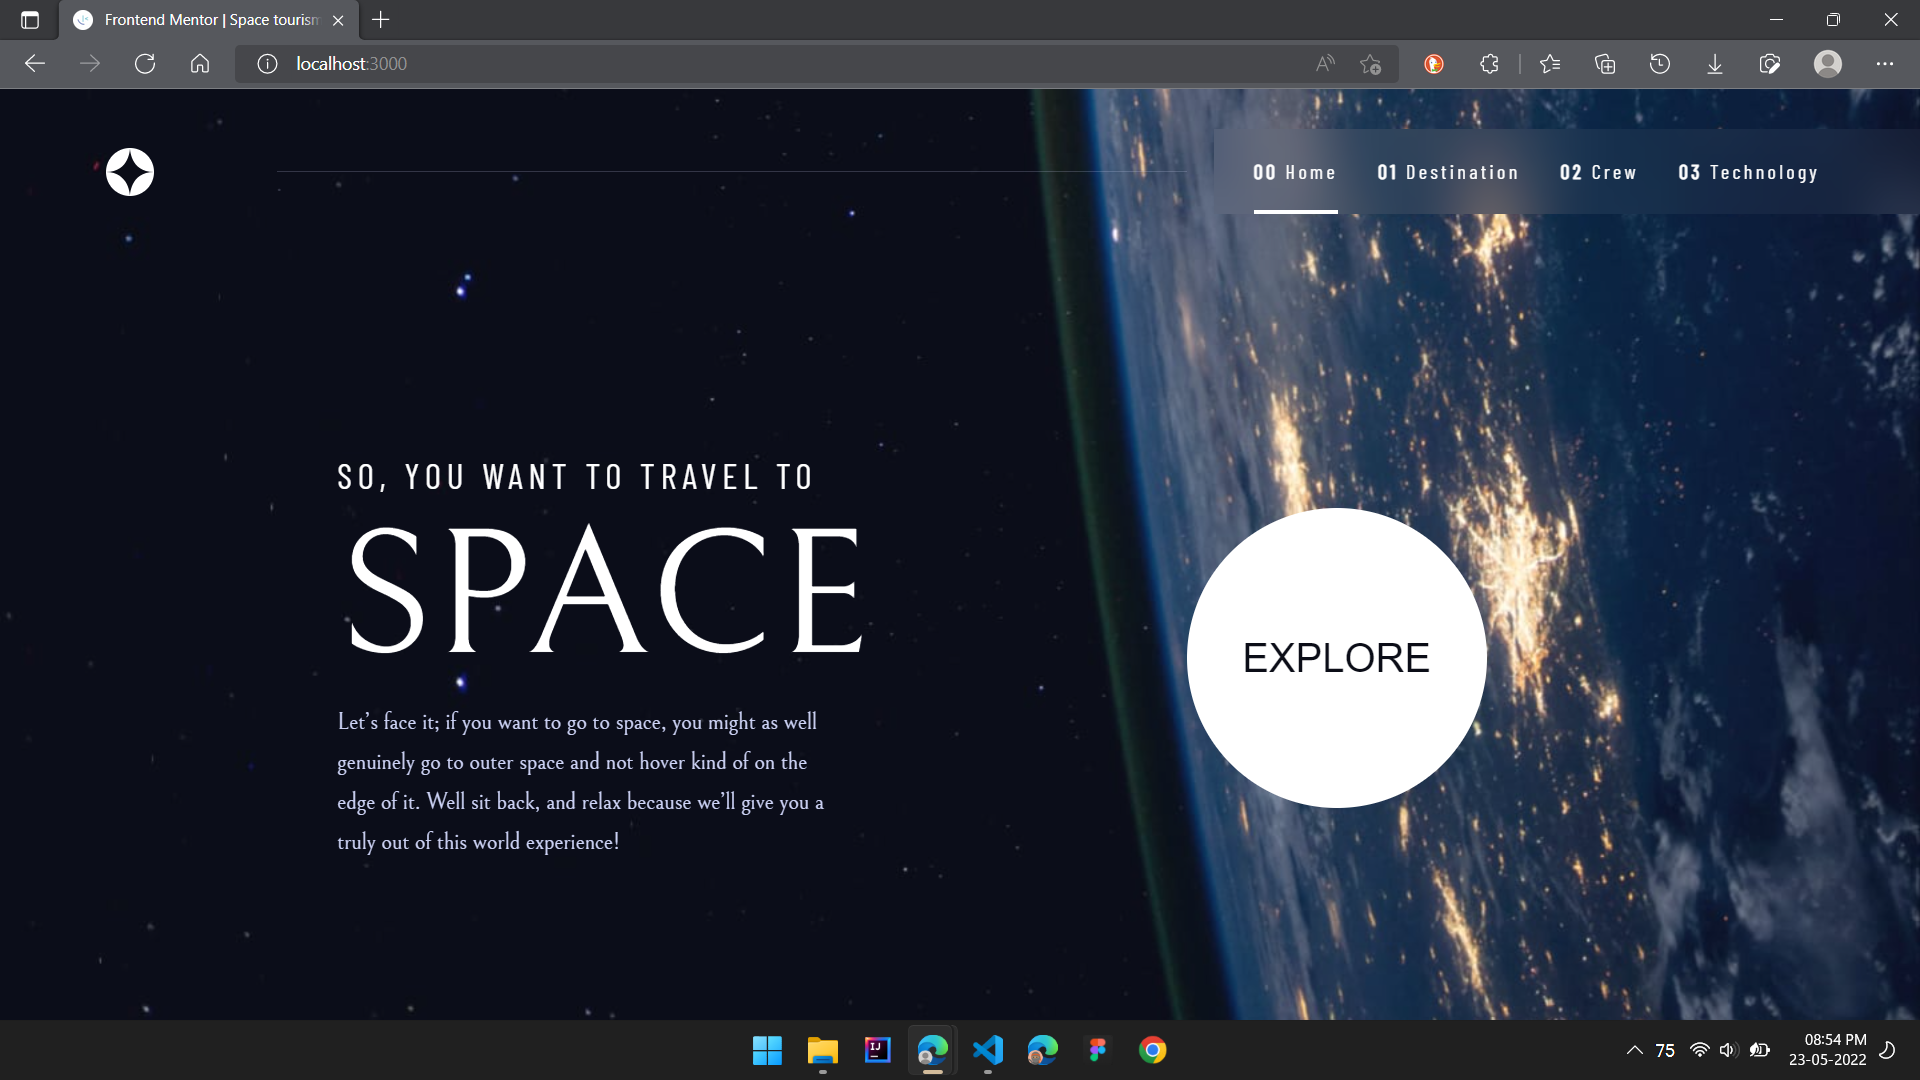 Frontend Mentor | Space tourism
localhost:3000
00 Home 01 Destination 02 Crew 03 Technology
SO, YOU WANT TO TRAVEL TO
SPACE
Let’s face it; if you want to go to space, you might as well
genuinely go to outer space and not hover kind of on the
edge of it. Well sit back, and relax because we’ll give you a
truly out of this world experience!
EXPLORE
75
08:54 PM
23-05-2022